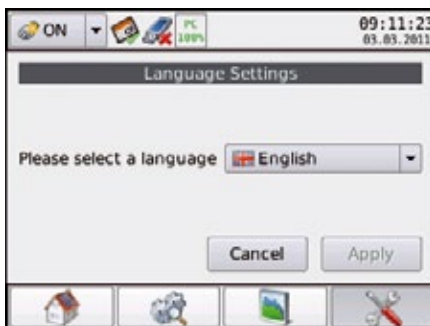 ON PC 100% 09:11:23
03.03.2011
Language Settings
Please select a language English
Cancel Apply